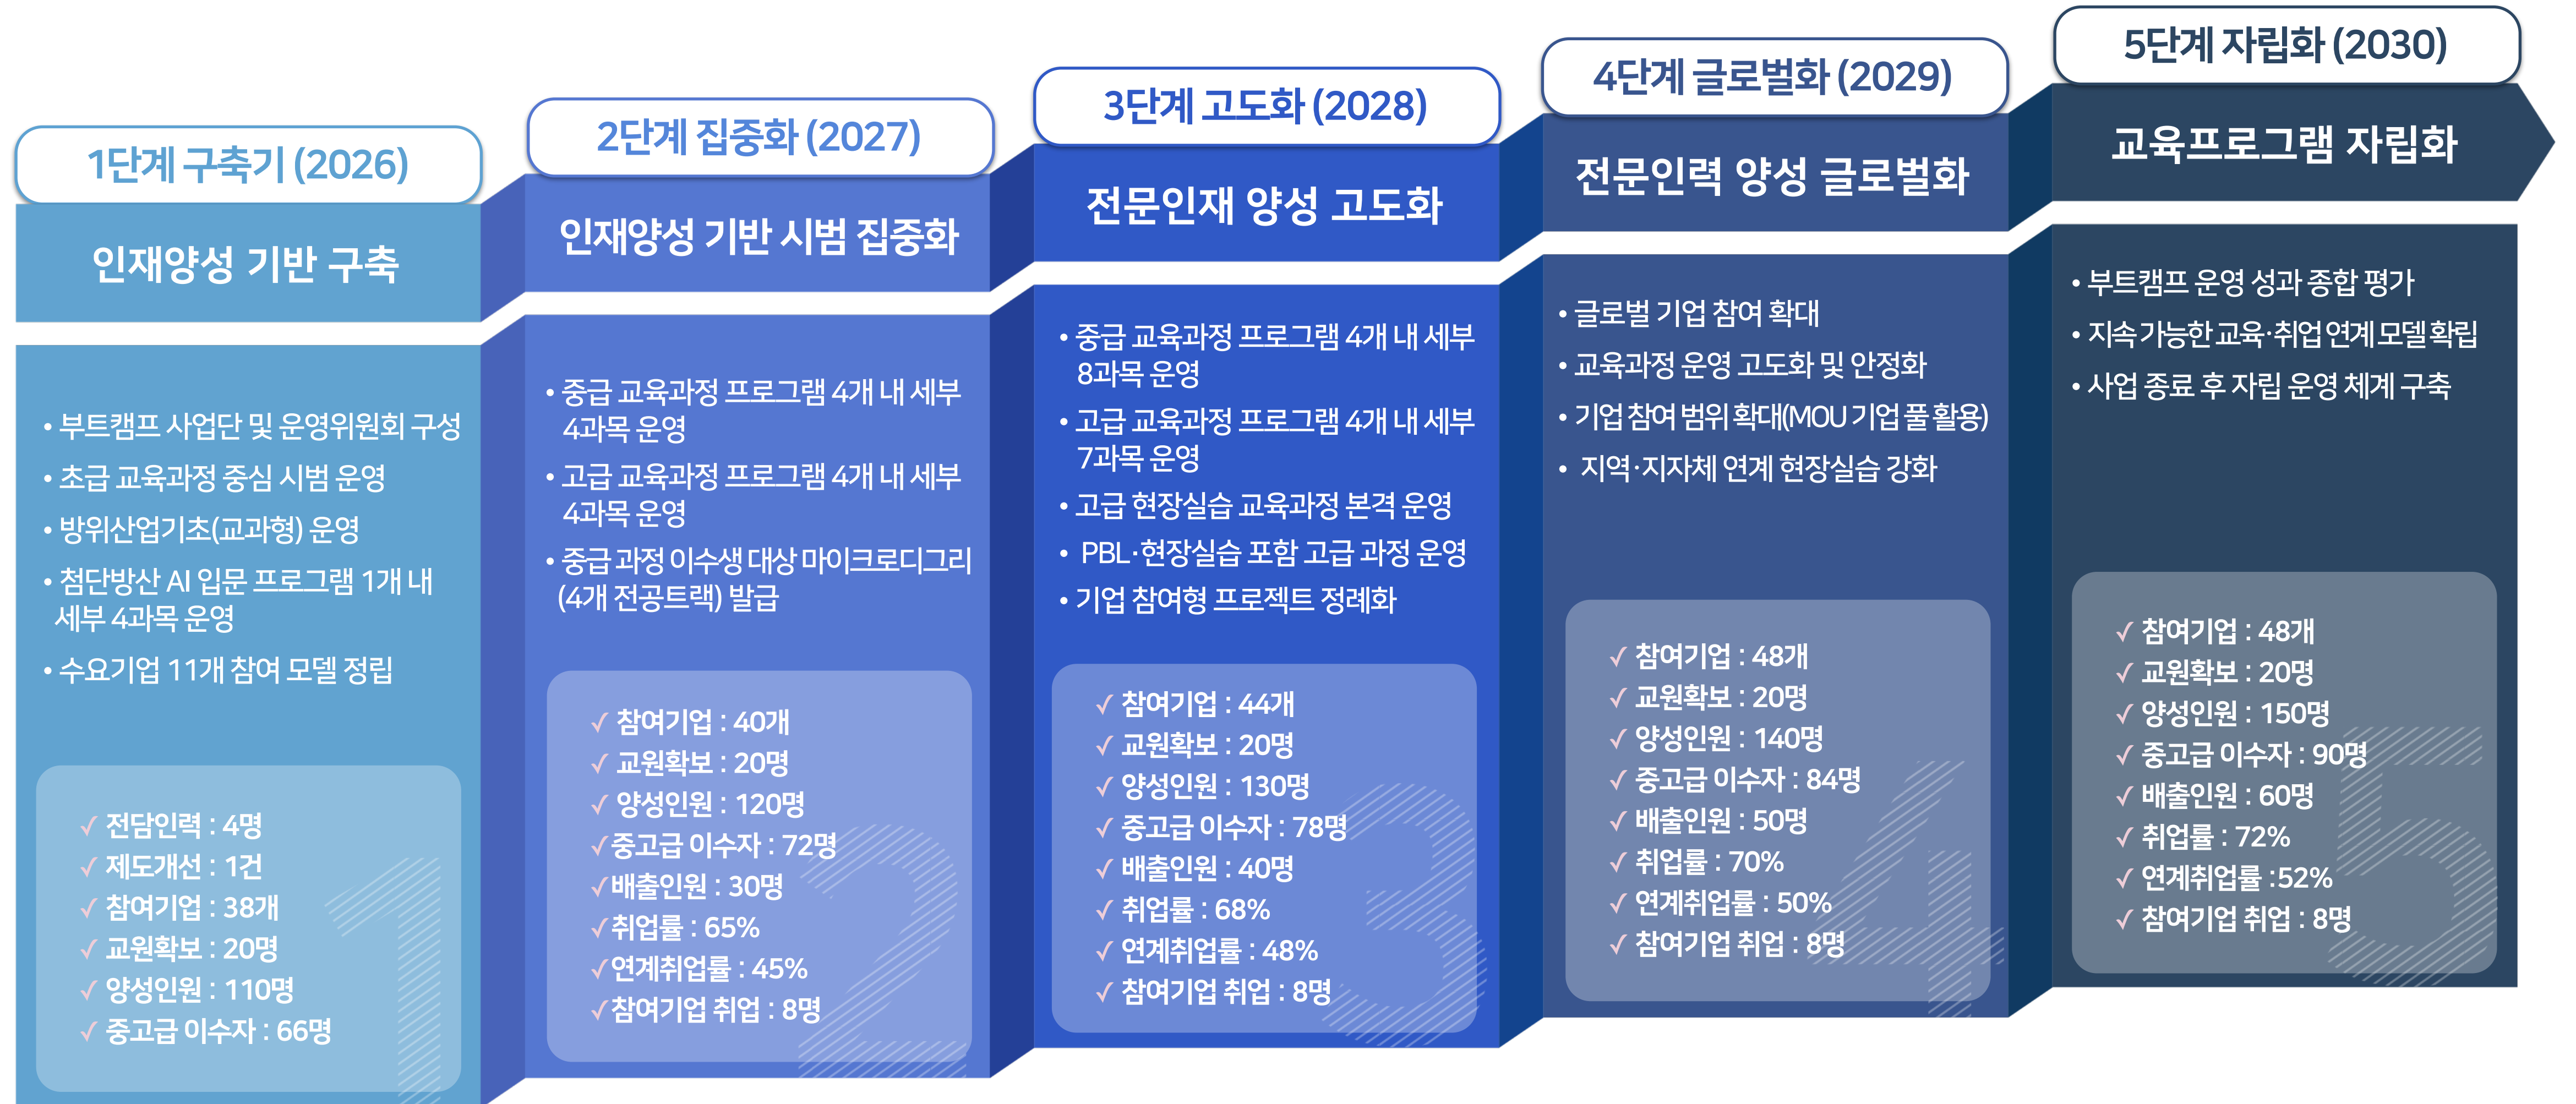 1단계 구축기 (2026)
인재양성 기반 구축
• 부트캠프 사업단 및 운영위원회 구성
• 초급 교육과정 중심 시범 운영
• 방위산업기초(교과형) 운영
• 첨단방산 AI 입문 프로그램 1개 내
세부 4과목 운영
• 수요기업 11개 참여 모델 정립
✓ 전담인력 : 4명
✓ 제도개선 : 1건
✓ 참여기업 : 38개
✓ 교원확보 : 20명
✓ 양성인원 : 110명
✓ 중고급 이수자 : 66명
1
2단계 집중화 (2027)
인재양성 기반 시범 집중화
• 중급 교육과정 프로그램 4개 내 세부
4과목 운영
• 고급 교육과정 프로그램 4개 내 세부
4과목 운영
• 중급 과정 이수생 대상 마이크로디그리
(4개 전공트랙) 발급
✓ 참여기업 : 40개
✓ 교원확보 : 20명
✓ 양성인원 : 120명
✓ 중고급 이수자 : 72명
✓ 배출인원 : 30명
✓ 취업률 : 65%
✓ 연계취업률 : 45%
✓ 참여기업 취업 : 8명
2
3단계 고도화 (2028)
전문인재 양성 고도화
• 중급 교육과정 프로그램 4개 내 세부
8과목 운영
• 고급 교육과정 프로그램 4개 내 세부
7과목 운영
• 고급 현장실습 교육과정 본격 운영
• PBL·현장실습 포함 고급 과정 운영
• 기업 참여형 프로젝트 정례화
✓ 참여기업 : 44개
✓ 교원확보 : 20명
✓ 양성인원 : 130명
✓ 중고급 이수자 : 78명
✓ 배출인원 : 40명
✓ 취업률 : 68%
✓ 연계취업률 : 48%
✓ 참여기업 취업 : 8명
3
4단계 글로벌화 (2029)
전문인력 양성 글로벌화
• 글로벌 기업 참여 확대
• 교육과정 운영 고도화 및 안정화
• 기업 참여 범위 확대(MOU 기업 풀 활용)
• 지역·지자체 연계 현장실습 강화
✓ 참여기업 : 48개
✓ 교원확보 : 20명
✓ 양성인원 : 140명
✓ 중고급 이수자 : 84명
✓ 배출인원 : 50명
✓ 취업률 : 70%
✓ 연계취업률 : 50%
✓ 참여기업 취업 : 8명
4
5단계 자립화 (2030)
교육프로그램 자립화
• 부트캠프 운영 성과 종합 평가
• 지속 가능한 교육·취업 연계 모델 확립
• 사업 종료 후 자립 운영 체계 구축
✓ 참여기업 : 48개
✓ 교원확보 : 20명
✓ 양성인원 : 150명
✓ 중고급 이수자 : 90명
✓ 배출인원 : 60명
✓ 취업률 : 72%
✓ 연계취업률 :52%
✓ 참여기업 취업 : 8명
5